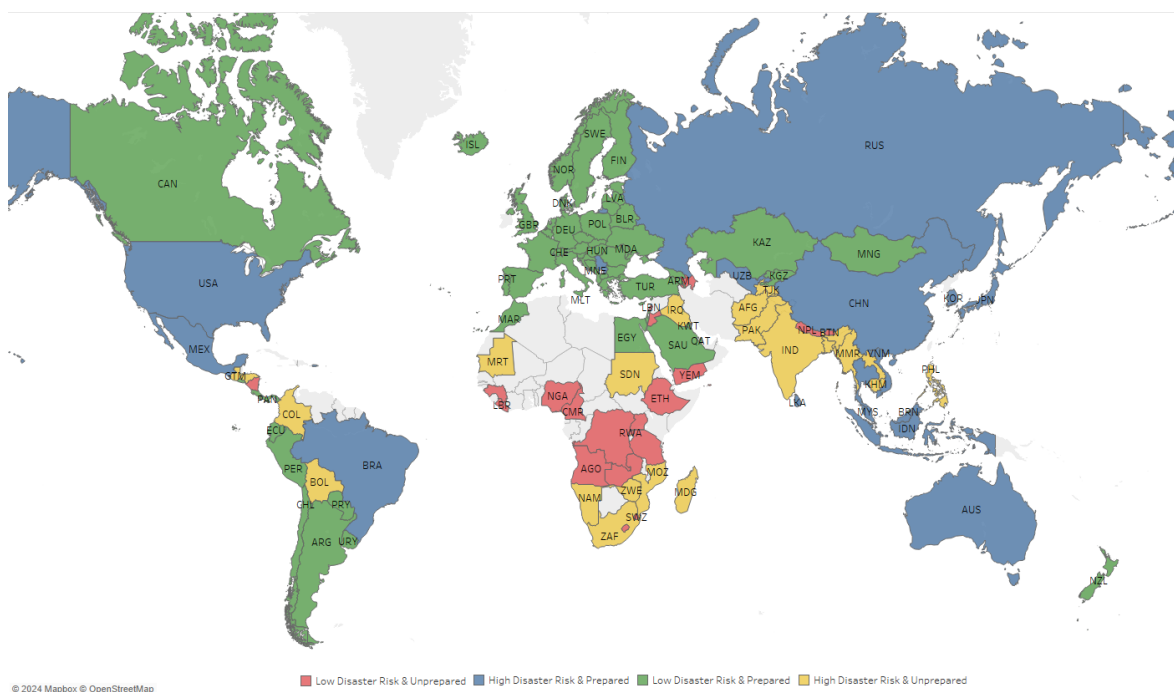 ISL
SWE
FIN
NOR
RUS
CAN
DNK
LVA
GBR
DEU
POL
BLR
CHE
HUN
MDA
KAZ
MNG
USA
PRT
MNE
TUR
ARM
UZB
KGZ
TJK
CHN
KOR
JPN
MLT
LBN
IRQ
AFG
MAR
EGY
KWT
SAU
QAT
PAK
NPL
BTN
IND
MMR
VNM
MEX
GTM
MRT
SDN
YEM
PHL
KHM
PAN
COL
LBR
NGA
CMR
ETH
LKA
MYS
BRN
IDN
ECU
RWA
PER
BRA
BOL
AGO
MOZ
ZWE
MDG
NAM
CHL
PRY
SWZ
ZAF
AUS
ARG
URY
NZL
Low Disaster Risk & Unprepared High Disaster Risk & Prepared Low Disaster Risk & Prepared High Disaster Risk & Unprepared
© 2024 Mapbox © OpenStreetMap